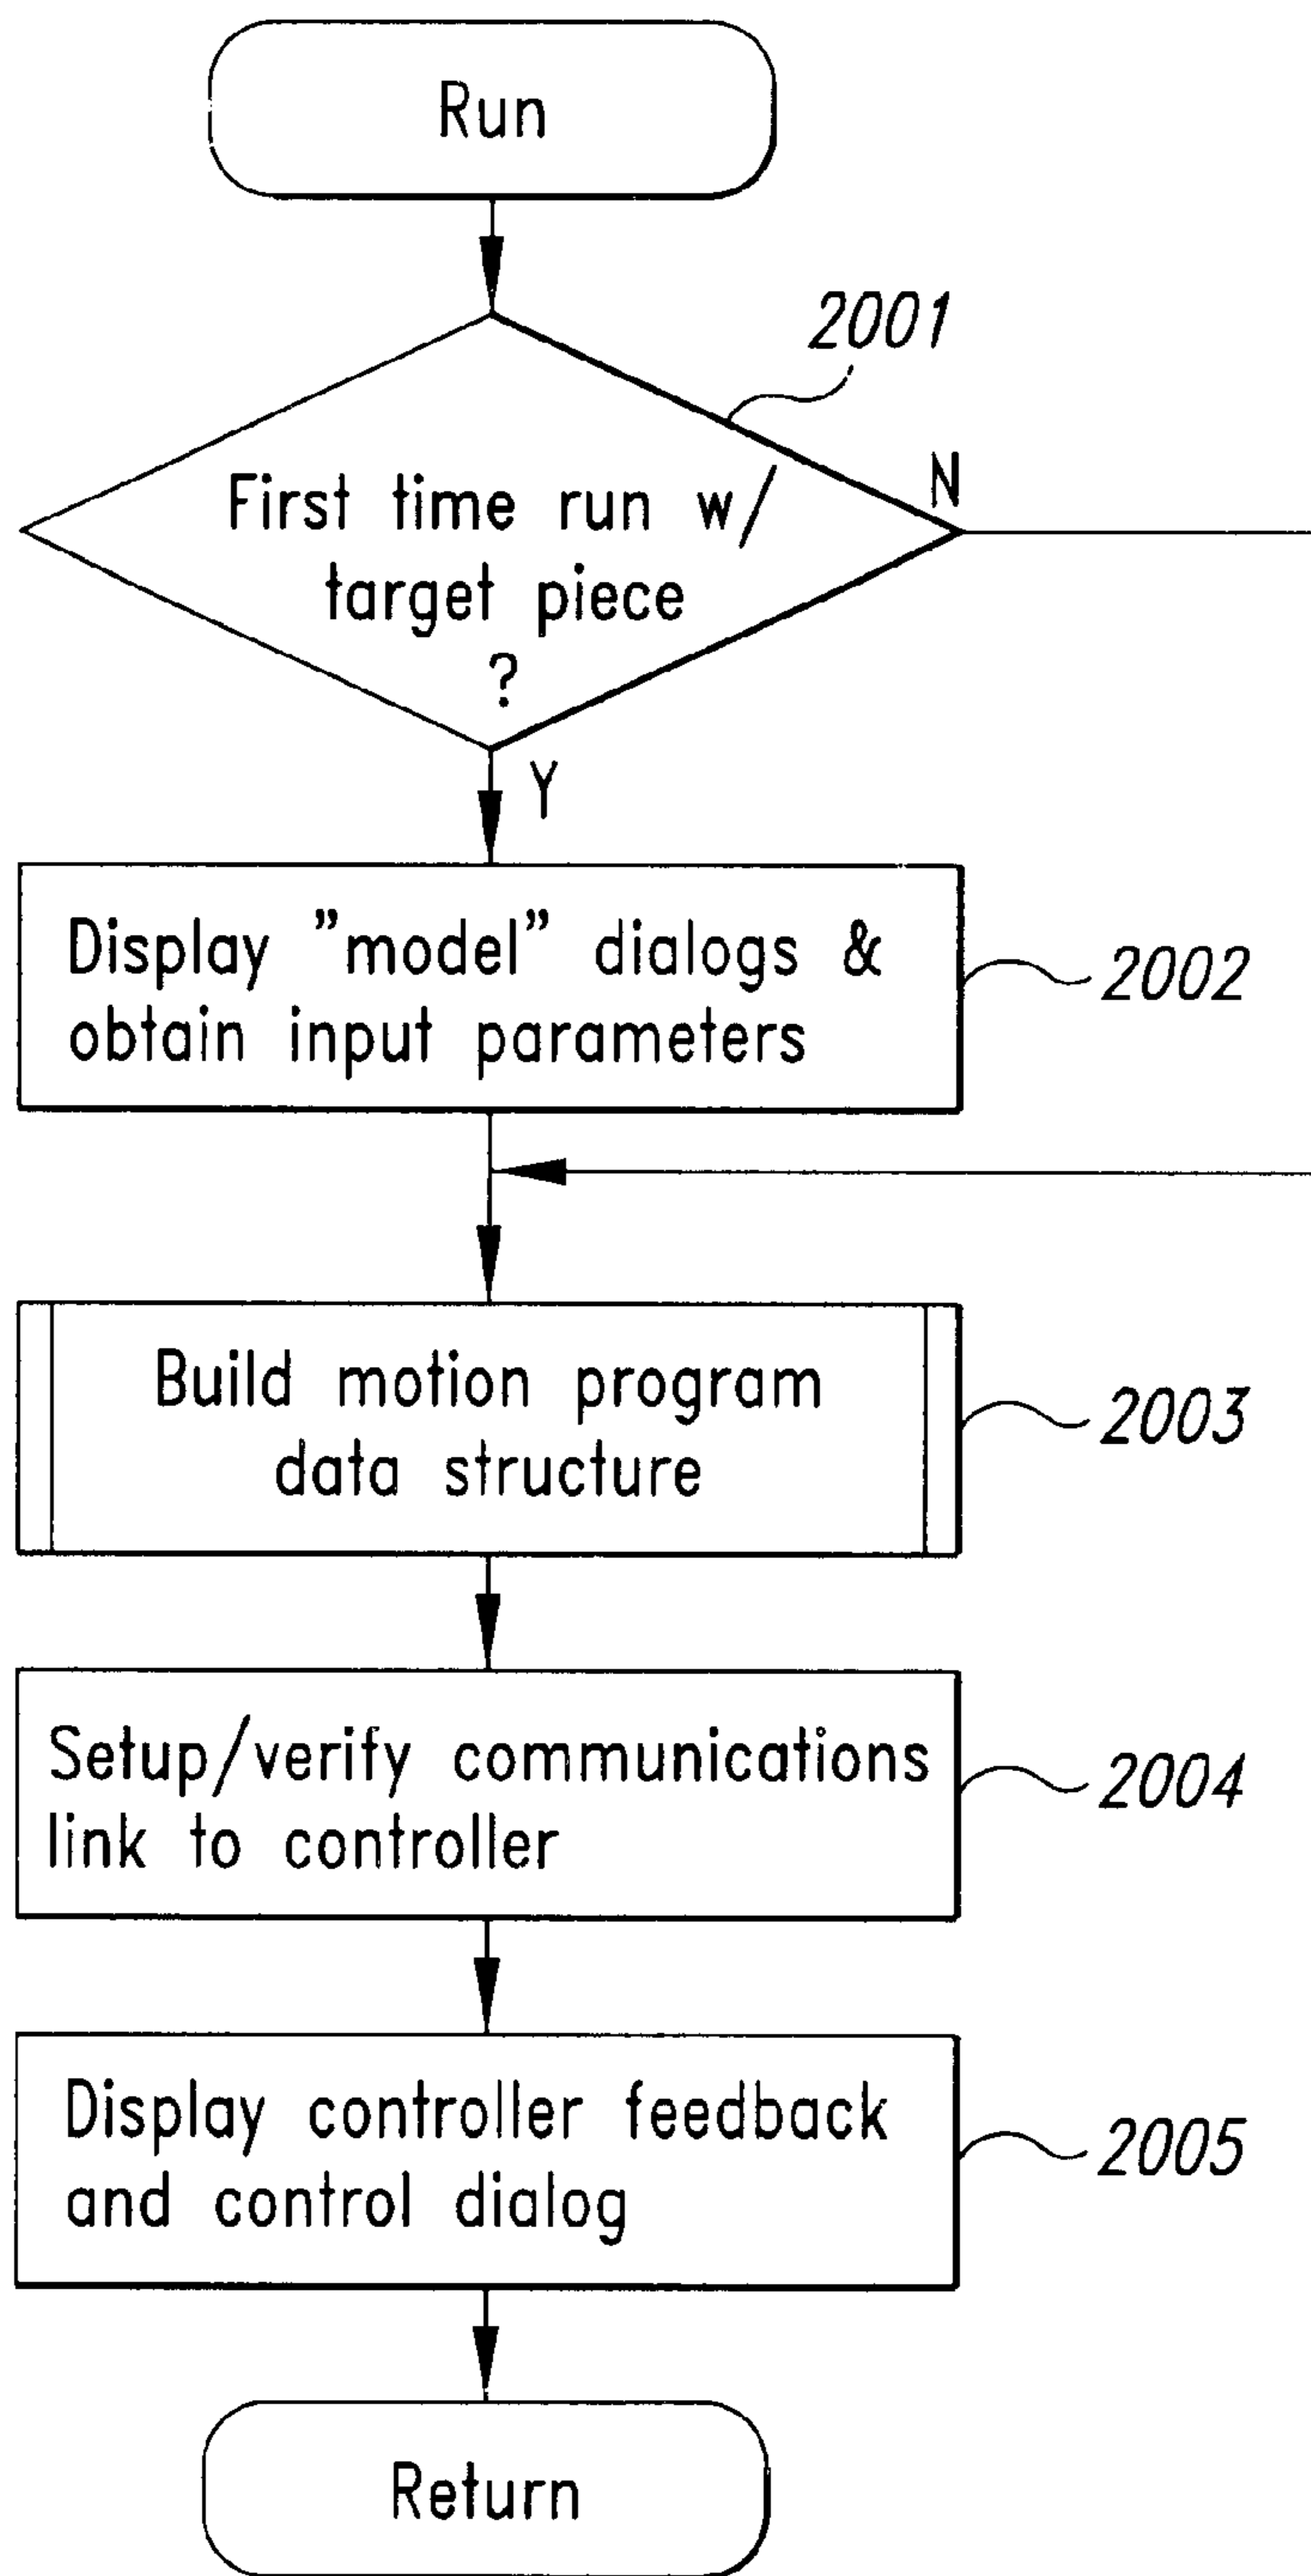 Run
2001
First time run w/
target piece
?
N
Y
Display ”model” dialogs &
obtain input parameters
2002
Build motion program
data structure
2003
Setup/verify communications
link to controller
2004
Display controller feedback
and control dialog
2005
Return